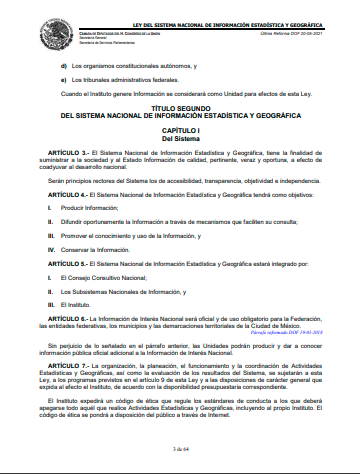 LEY DEL SISTEMA NACIONAL DE INFORMACIÓN ESTADÍSTICA Y GEOGRÁFICA
CÁMARA DE DIPUTADOS DEL H. CONGRESO DE LA UNIÓN
Última Reforma DOF 20-05-2021
Secretaría General
Secretaría de Servicios Parlamentarios
d) Los organismos constitucionales autónomos, y
e) Los tribunales administrativos federales.
Cuando el Instituto genere Información se considerará como Unidad para efectos de esta Ley.
TÍTULO SEGUNDO
DEL SISTEMA NACIONAL DE INFORMACIÓN ESTADÍSTICA Y GEOGRÁFICA
CAPÍTULO I
Del Sistema
ARTÍCULO 3.- El Sistema Nacional de Información Estadística y Geográfica, tiene la finalidad de
suministrar a la sociedad y al Estado Información de calidad, pertinente, veraz y oportuna, a efecto de
coadyuvar al desarrollo nacional.
Serán principios rectores del Sistema los de accesibilidad, transparencia, objetividad e independencia.
ARTÍCULO 4.- El Sistema Nacional de Información Estadística y Geográfica tendrá como objetivos:
I. Producir Información;
II. Difundir oportunamente la Información a través de mecanismos que faciliten su consulta;
III. Promover el conocimiento y uso de la Información, y
IV. Conservar la Información.
ARTÍCULO 5.- El Sistema Nacional de Información Estadística y Geográfica estará integrado por:
I. El Consejo Consultivo Nacional;
II. Los Subsistemas Nacionales de Información, y
III. El Instituto.
ARTÍCULO 6.- La Información de Interés Nacional será oficial y de uso obligatorio para la Federación,
las entidades federativas, los municipios y las demarcaciones territoriales de la Ciudad de México.
Párrafo reformado DOF 19-01-2018
Sin perjuicio de lo señalado en el párrafo anterior, las Unidades podrán producir y dar a conocer
información pública oficial adicional a la Información de Interés Nacional.
ARTÍCULO 7.- La organización, la planeación, el funcionamiento y la coordinación de Actividades
Estadísticas y Geográficas, así como la evaluación de los resultados del Sistema, se sujetarán a esta
Ley, a los programas previstos en el artículo 9 de esta Ley y a las disposiciones de carácter general que
expida al efecto el Instituto, de acuerdo con la disponibilidad presupuestaria correspondiente.
El Instituto expedirá un código de ética que regule los estándares de conducta a los que deberá
apegarse todo aquél que realice Actividades Estadísticas y Geográficas, incluyendo al propio Instituto. El
código de ética se pondrá a disposición del público a través de Internet.
3 de 64